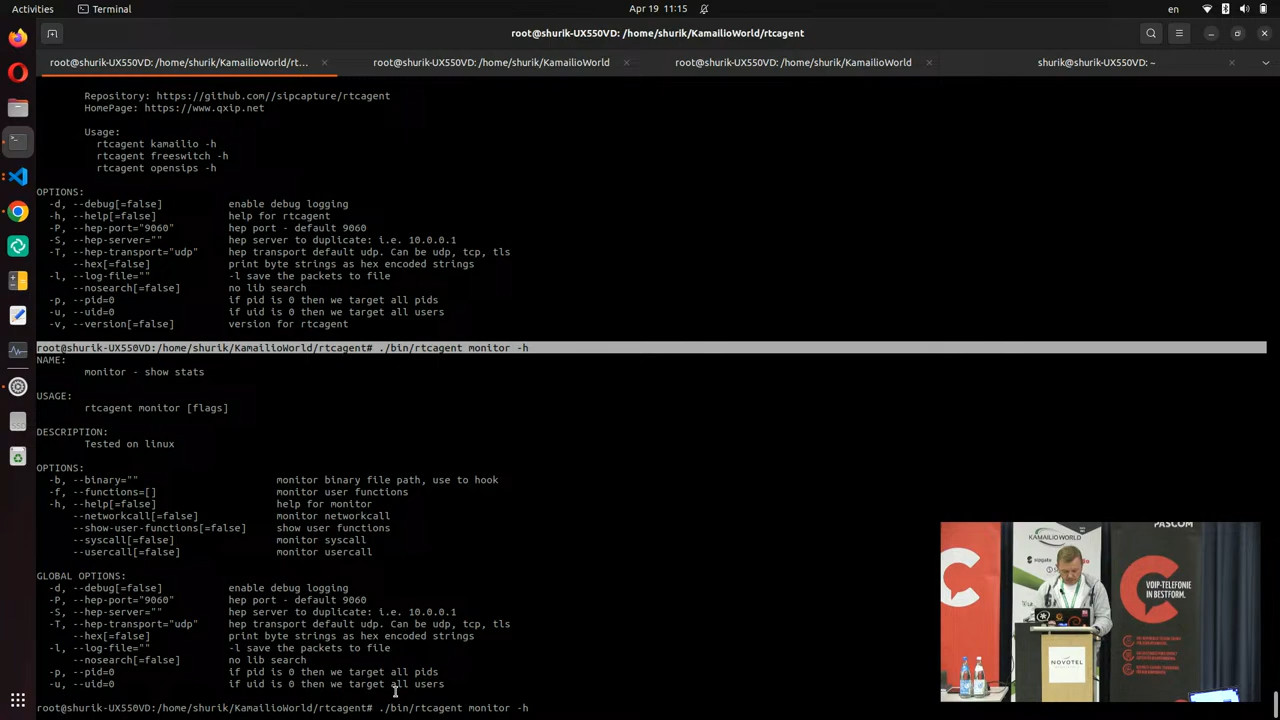 Activities
Terminal
Apr 19 11:15
en
root@shurik-UX550VD: /home/shurik/KamailioWorld/rtcagent
root@shurik-UX550VD: /home/shurik/KamailioWorld/rt...
root@shurik-UX550VD: /home/shurik/KamailioWorld
root@shurik-UX550VD: /home/shurik/KamailioWorld
shurik@shurik-UX550VD: ~
Repository: https://github.com//sipcapture/rtcagent
HomePage: https://www.qxip.net
Usage:
rtcagent kamailio -h
rtcagent freeswitch -h
rtcagent opensips -h
OPTIONS:
-d, --debug[=false] enable debug logging
-h, --help[=false] help for rtcagent
-P, --hep-port="9060" hep port - default 9060
-S, --hep-server="" hep server to duplicate: i.e. 10.0.0.1
-T, --hep-transport="udp" hep transport default udp. Can be udp, tcp, tls
--hex[=false] print byte strings as hex encoded strings
-l, --log-file="" -l save the packets to file
--nosearch[=false] no lib search
-p, --pid=0 if pid is 0 then we target all pids
-u, --uid=0 if uid is 0 then we target all users
-v, --version[=false] version for rtcagent
root@shurik-UX550VD:/home/shurik/KamailioWorld/rtcagent# ./bin/rtcagent monitor -h
NAME:
monitor - show stats
USAGE:
rtcagent monitor [flags]
DESCRIPTION:
Tested on linux
OPTIONS:
-b, --binary="" monitor binary file path, use to hook
-f, --functions=[] monitor user functions
-h, --help[=false] help for monitor
--networkcall[=false] monitor networkcall
--show-user-functions[=false] show user functions
--syscall[=false] monitor syscall
--usercall[=false] monitor usercall
GLOBAL OPTIONS:
-d, --debug[=false] enable debug logging
-P, --hep-port="9060" hep port - default 9060
-S, --hep-server="" hep server to duplicate: i.e. 10.0.0.1
-T, --hep-transport="udp" hep transport default udp. Can be udp, tcp, tls
--hex[=false] print byte strings as hex encoded strings
-l, --log-file="" -l save the packets to file
--nosearch[=false] no lib search
-p, --pid=0 if pid is 0 then we target all pids
-u, --uid=0 if uid is 0 then we target all users
root@shurik-UX550VD:/home/shurik/KamailioWorld/rtcagent# ./bin/rtcagent monitor -h
PASCOM
KAMAILIO WORLD
VOIP-TELEFONIE
IN BESTFORM.
NOVOTEL